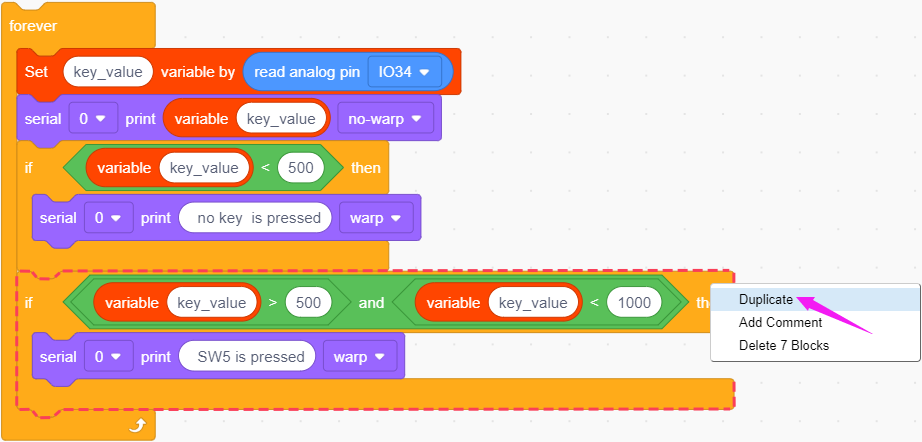 forever
Set key_value variable by read analog pin IO34
serial 0 print variable key_value no-warp
if variable key_value < 500 then
serial 0 print no key is pressed warp
if variable key_value > 500 and variable key_value < 1000 the
Duplicate
Add Comment
serial 0 print SW5 is pressed warp
Delete 7 Blocks